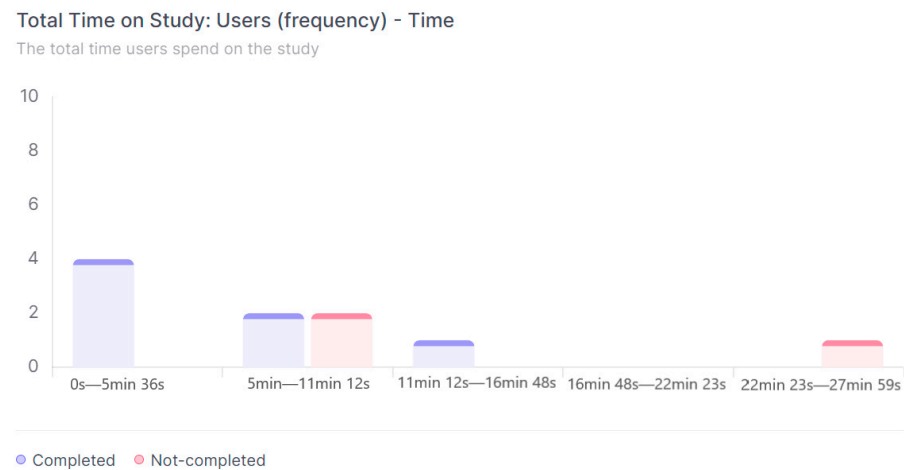 Total Time on Study: Users (frequency) - Time
The total time users spend on the study
10
8
6
4
2
0
0s—5min 36s 5min—11min 12s 11min 12s—16min 48s 16min 48s—22min 23s 22min 23s—27min 59s
Completed Not-completed